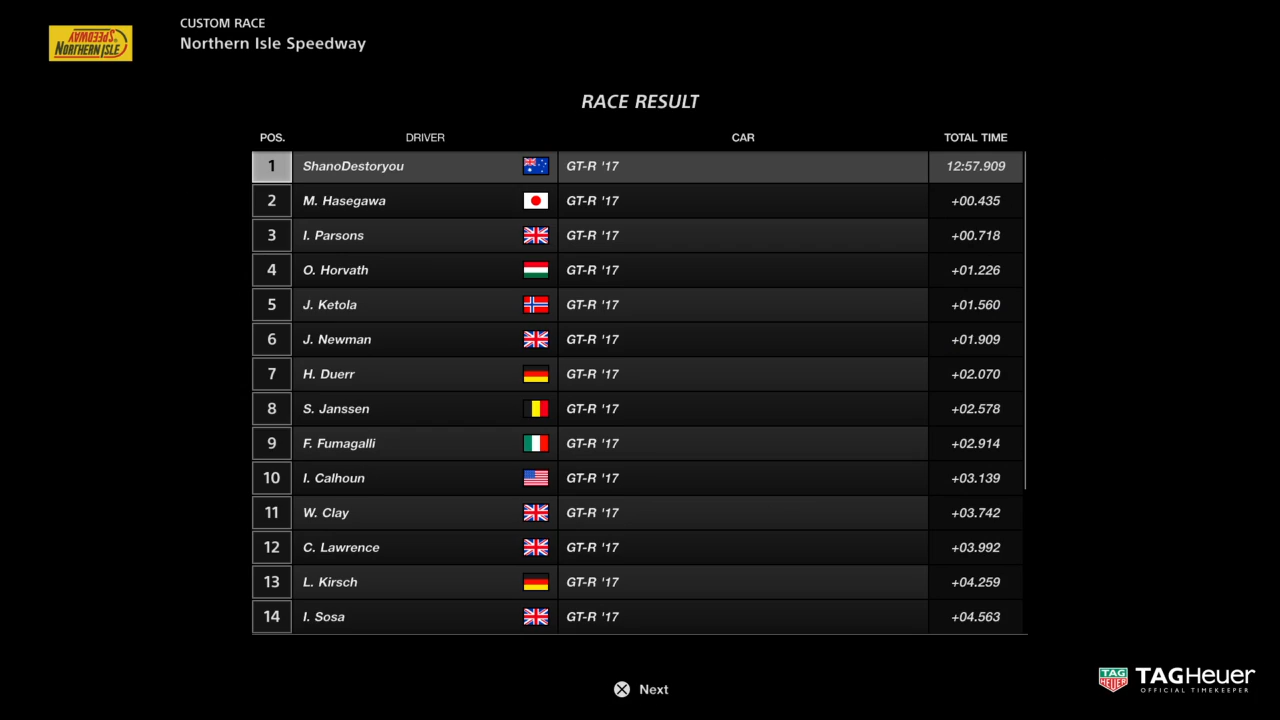 CUSTOM RACE
Northern Isle Speedway
SPEEDWAY
NORTHERN ISLE
RACE RESULT
POS. DRIVER CAR TOTAL TIME
1 ShanoDestoryou GT-R '17 12:57.909
2 M. Hasegawa GT-R '17 +00.435
3 I. Parsons GT-R '17 +00.718
4 O. Horvath GT-R '17 +01.226
5 J. Ketola GT-R '17 +01.560
6 J. Newman GT-R '17 +01.909
7 H. Duerr GT-R '17 +02.070
8 S. Janssen GT-R '17 +02.578
9 F. Fumagalli GT-R '17 +02.914
10 I. Calhoun GT-R '17 +03.139
11 W. Clay GT-R '17 +03.742
12 C. Lawrence GT-R '17 +03.992
13 L. Kirsch GT-R '17 +04.259
14 I. Sosa GT-R '17 +04.563
Next
TAG HEUER
TAGHeuer
OFFICIAL TIMEKEEPER